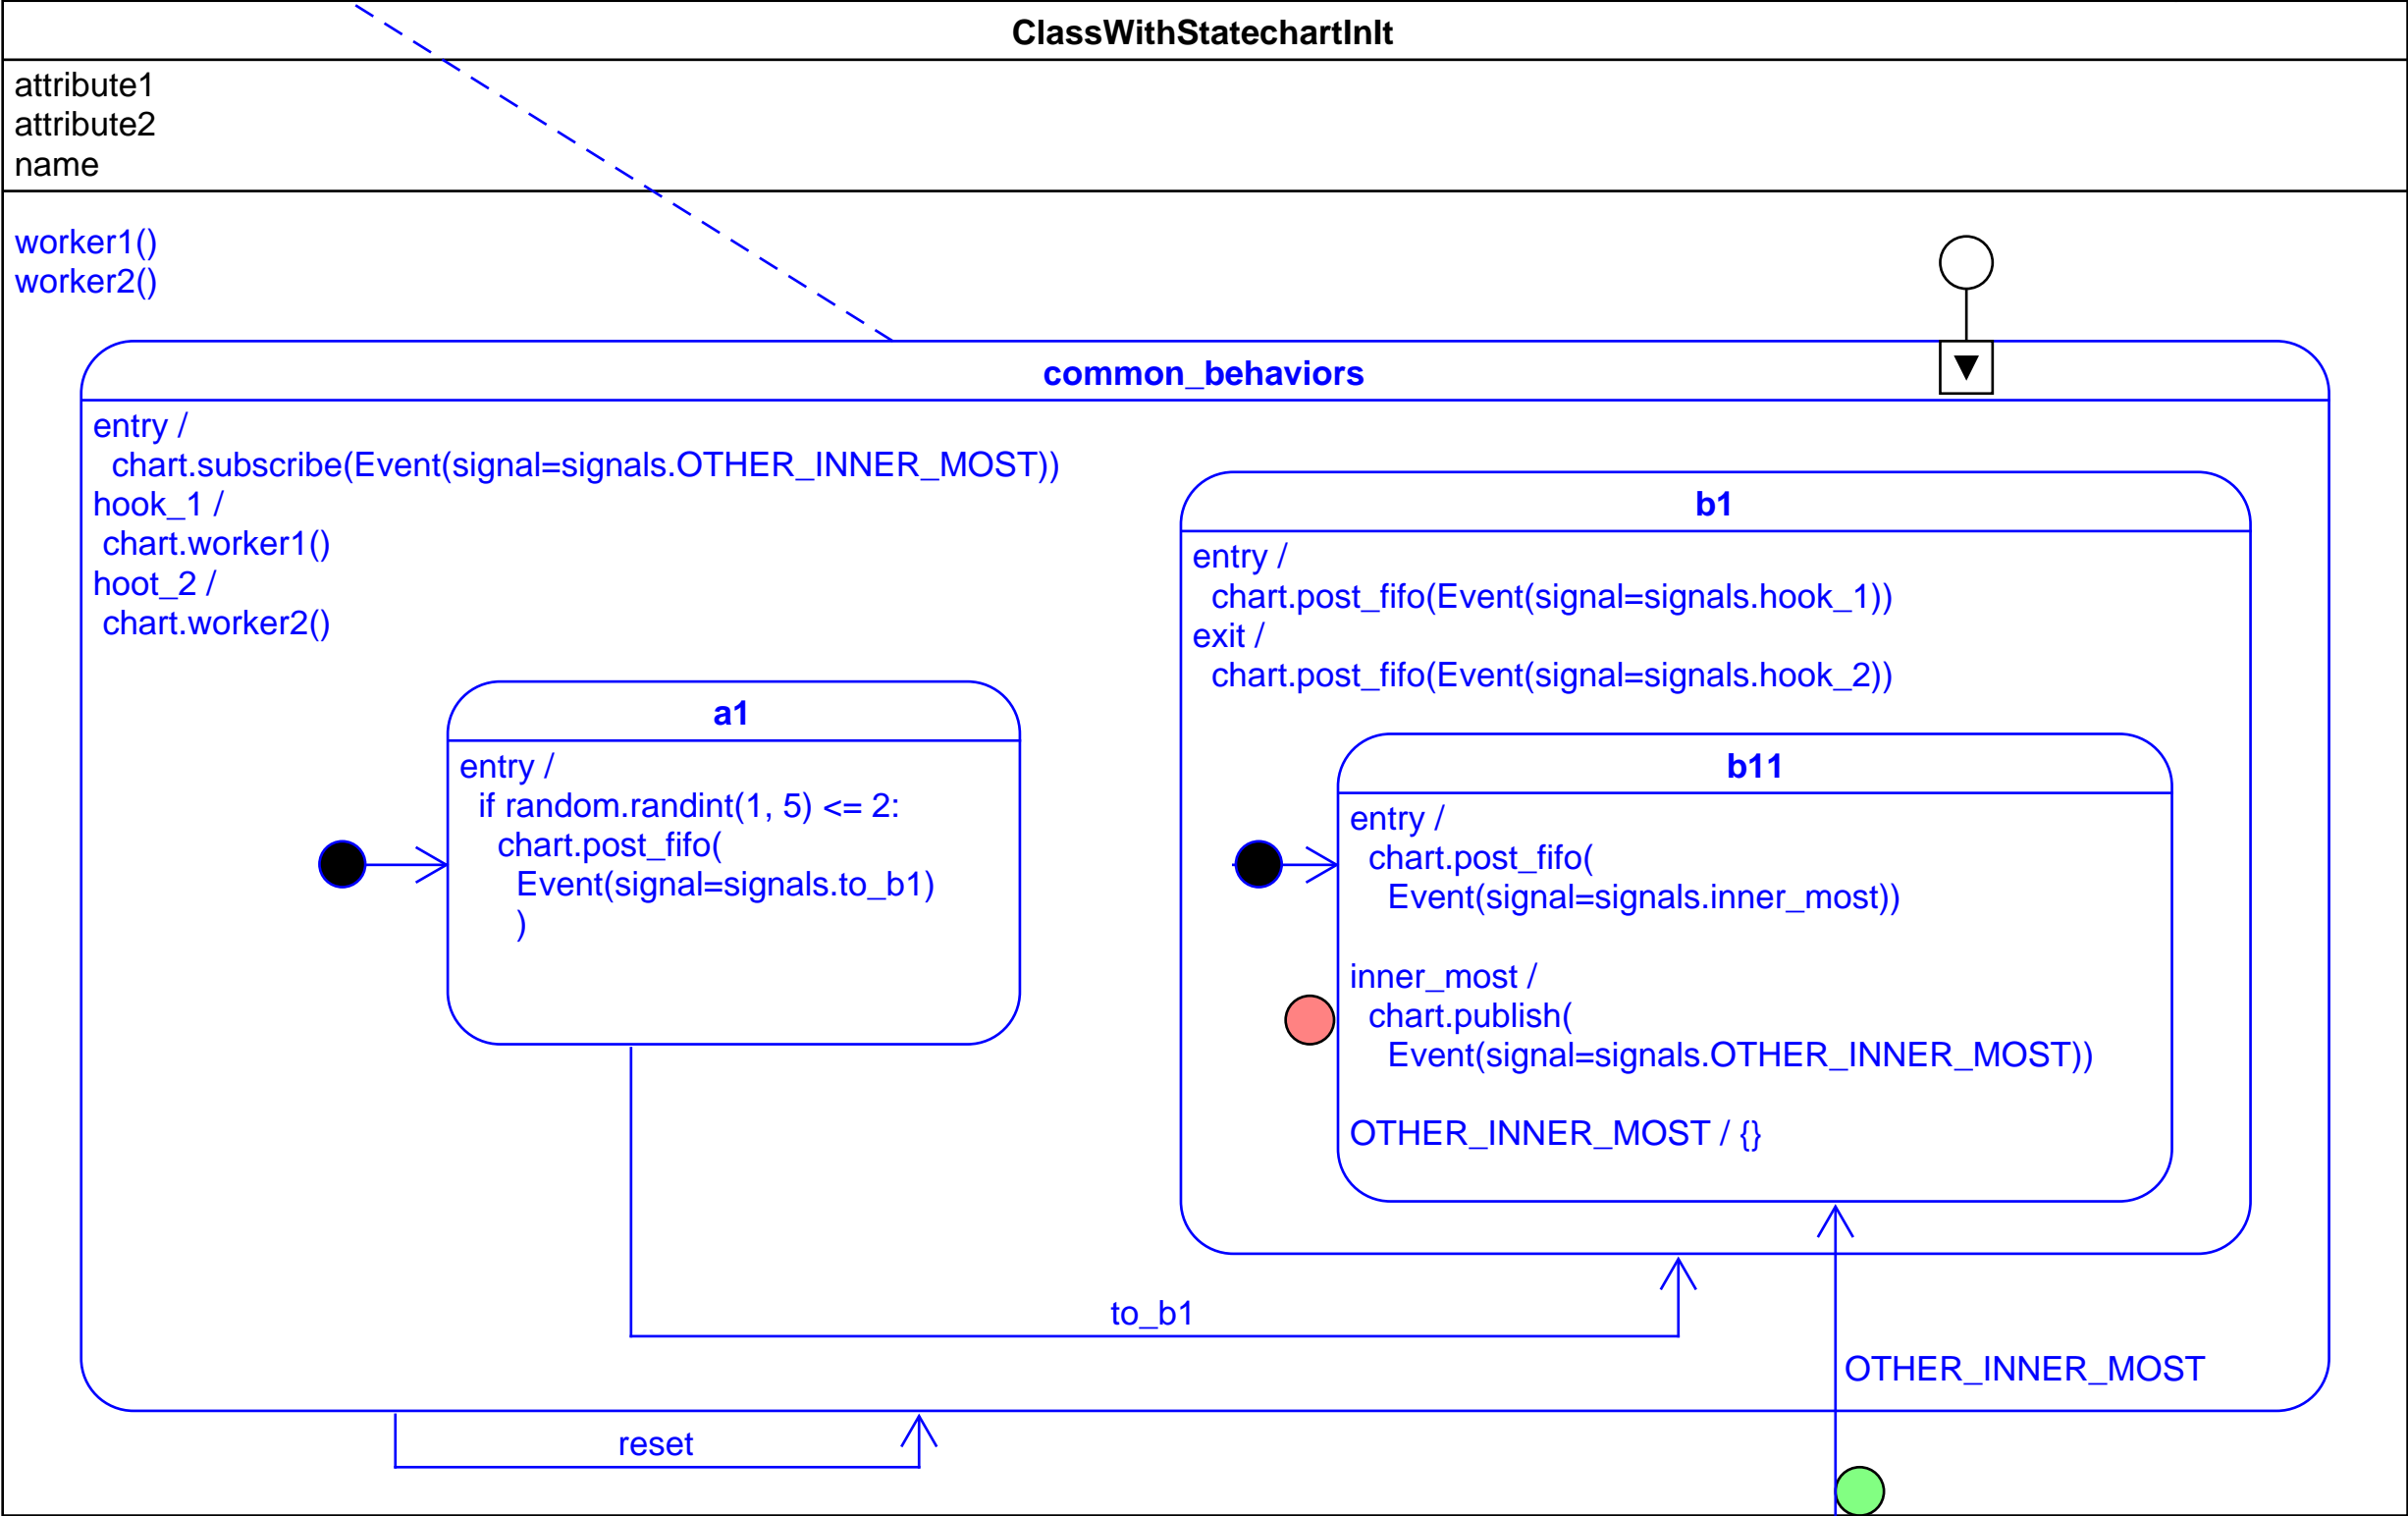 ClassWithStatechartInIt
attribute1
attribute2
name
worker1()
worker2()
common_behaviors
entry /
chart.subscribe(Event(signal=signals.OTHER_INNER_MOST))
hook_1 /
chart.worker1()
hoot_2 /
chart.worker2()
b1
entry /
chart.post_fifo(Event(signal=signals.hook_1))
exit /
chart.post_fifo(Event(signal=signals.hook_2))
a1
entry /
if random.randint(1, 5) <= 2:
chart.post_fifo(
Event(signal=signals.to_b1)
)
b11
entry /
chart.post_fifo(
Event(signal=signals.inner_most))
inner_most /
chart.publish(
Event(signal=signals.OTHER_INNER_MOST))
OTHER_INNER_MOST / {}
to_b1
OTHER_INNER_MOST
reset